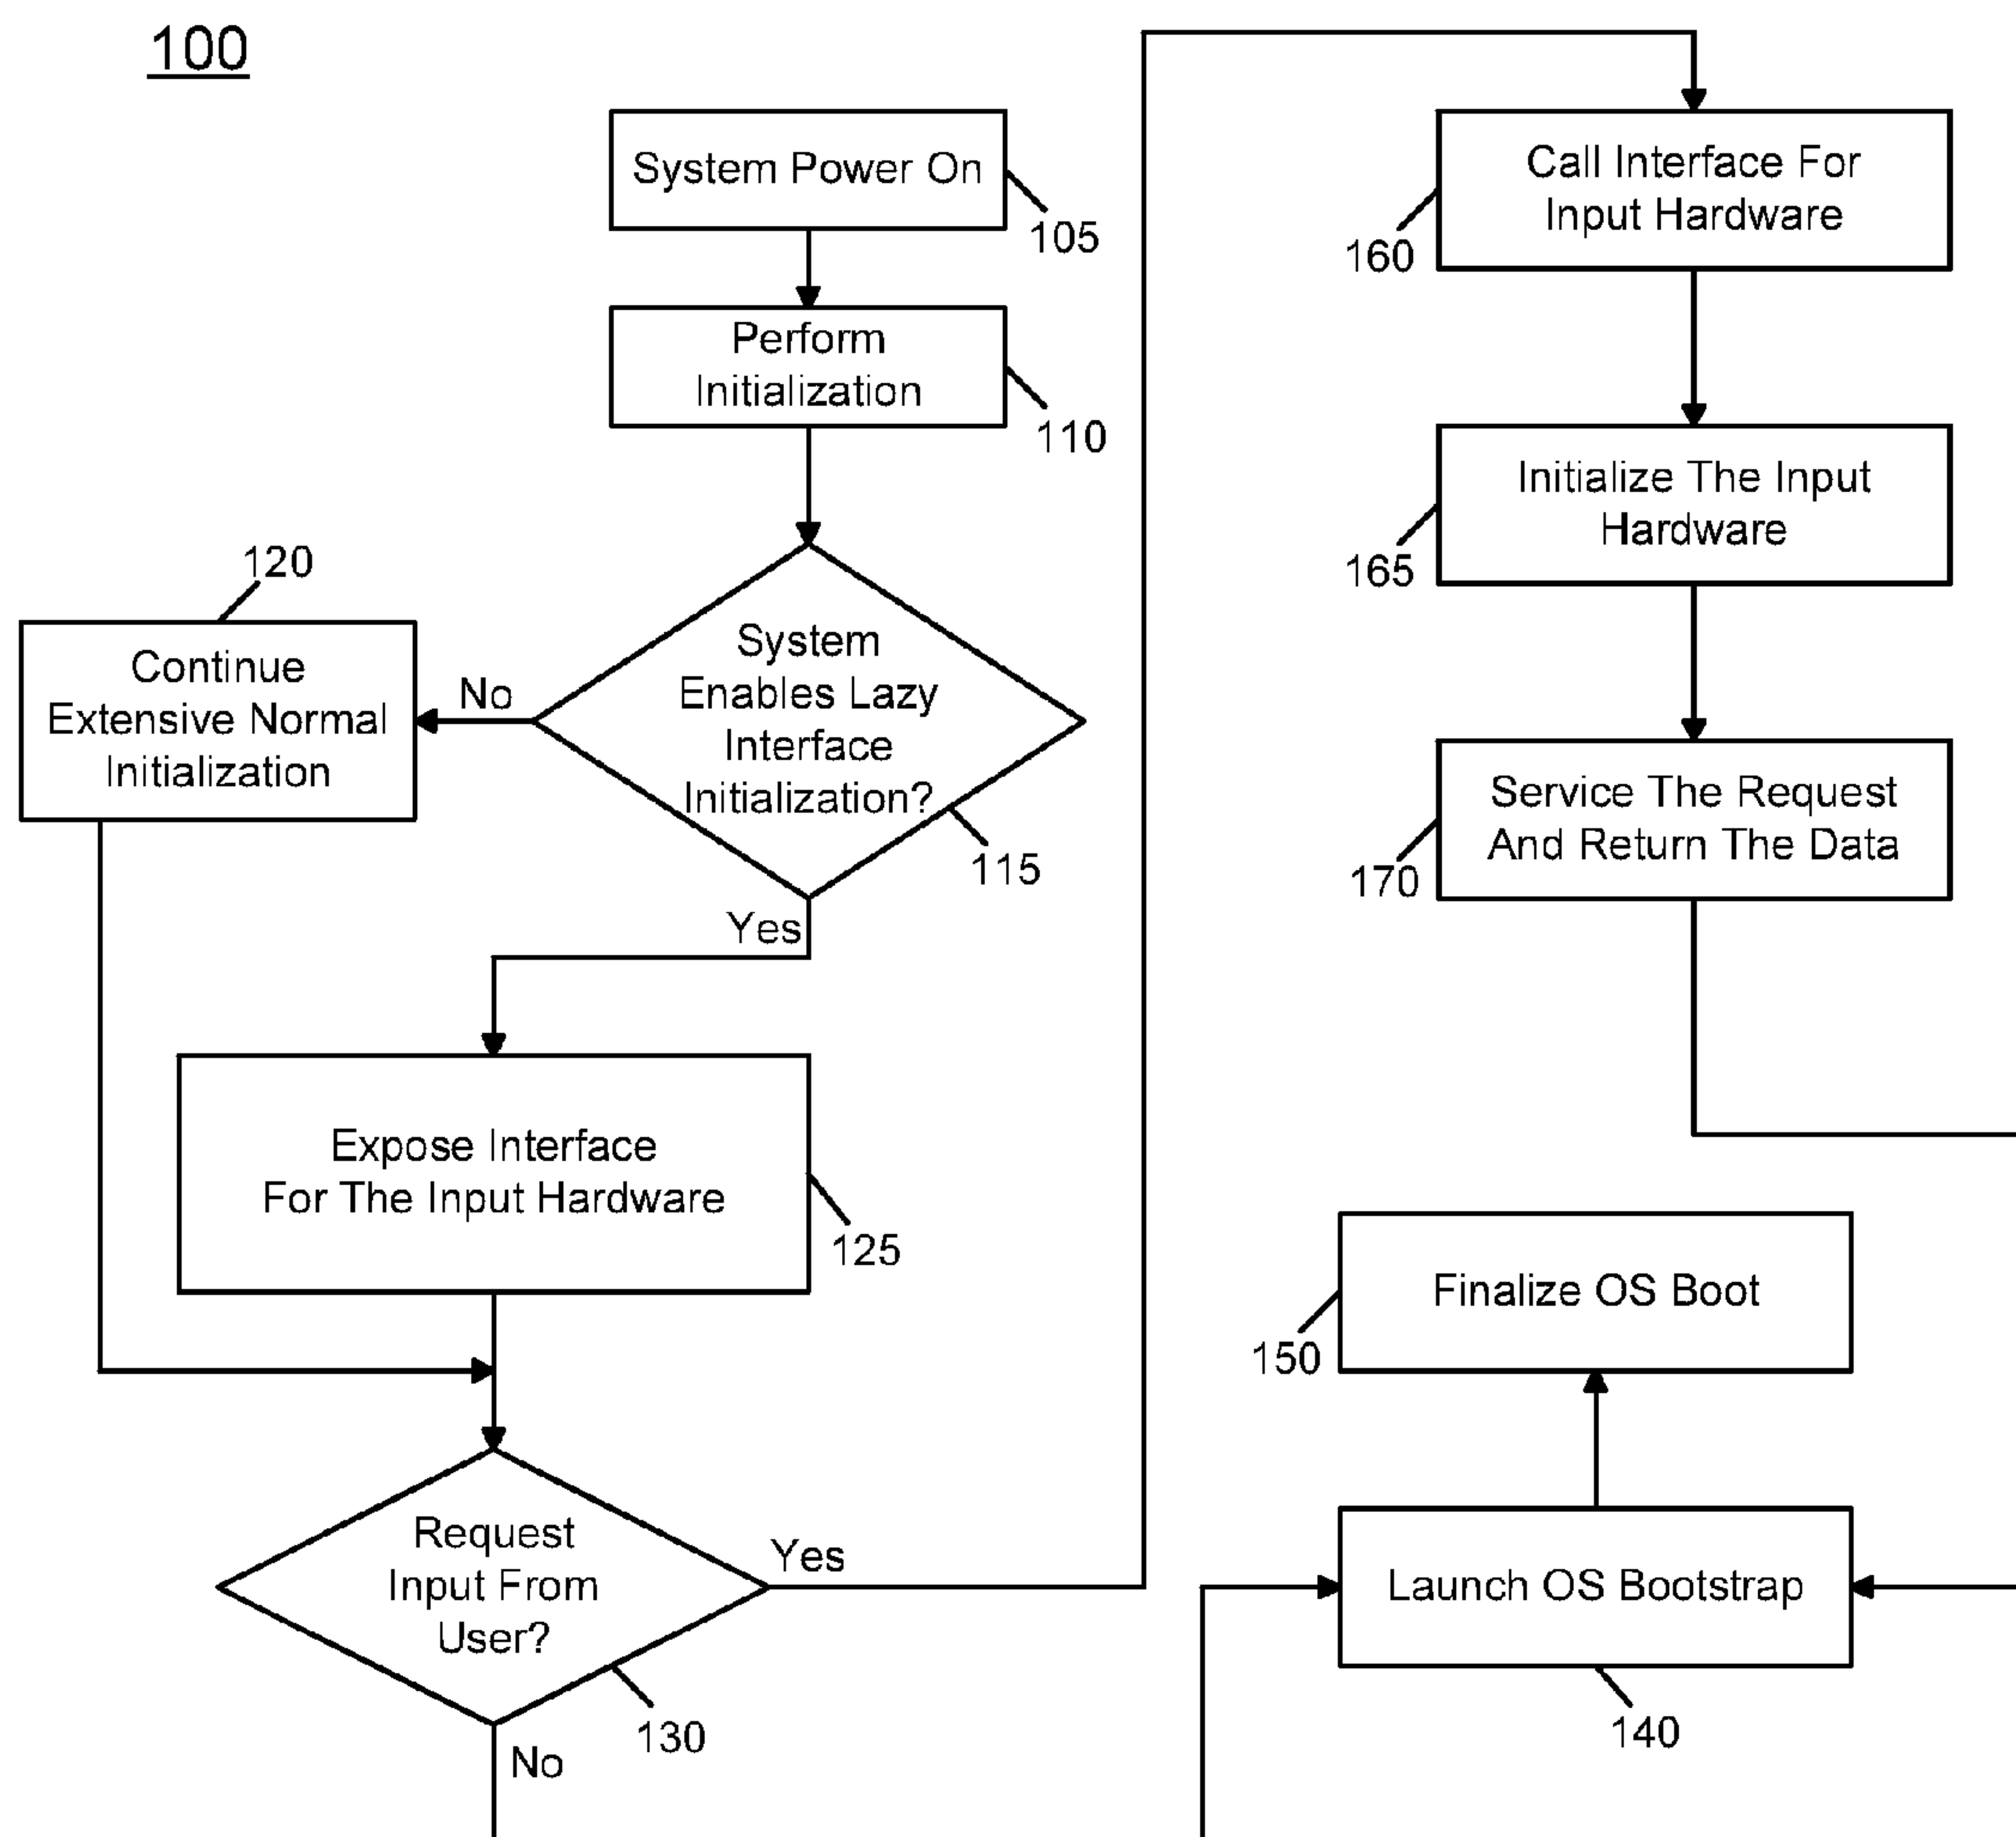 100
System Power On
105
Perform
Initialization
110
System
Enables Lazy
Interface
Initialization?
115
No
120
Continue
Extensive Normal
Initialization
Yes
Expose Interface
For The Input Hardware
125
Request
Input From
User?
130
Yes
No
Call Interface For
Input Hardware
160
Initialize The Input
Hardware
165
Service The Request
And Return The Data
170
Finalize OS Boot
150
Launch OS Bootstrap
140